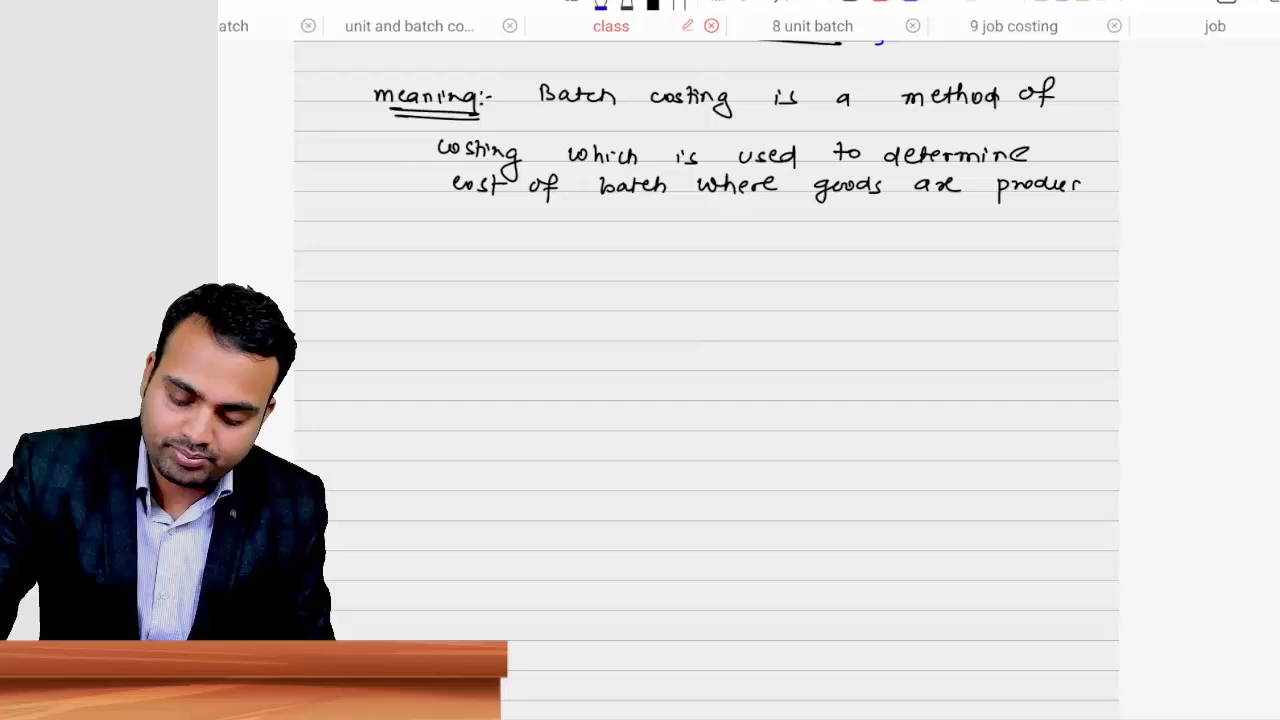 atch
unit and batch co...
class
8 unit batch
9 job costing
job
meaning:- Batch costing is a method of
costing which is used to determine
cost of batch where goods are produc